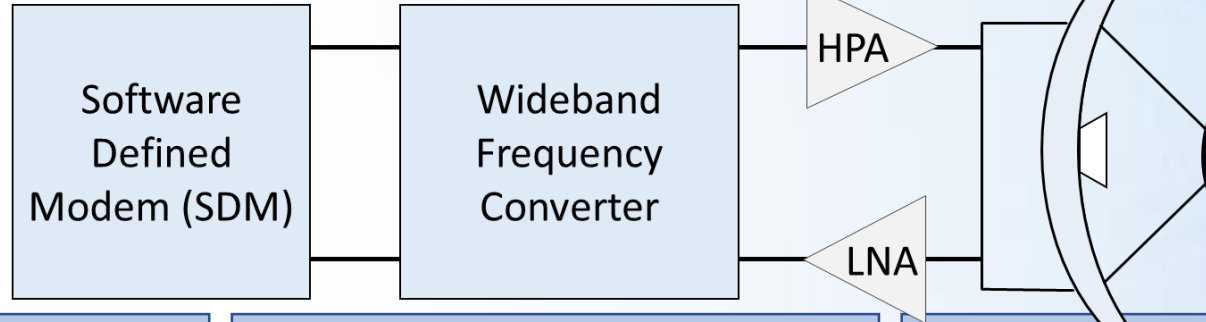 Software
Defined
Modem (SDM)
Wideband
Frequency
Converter
HPA
LNA